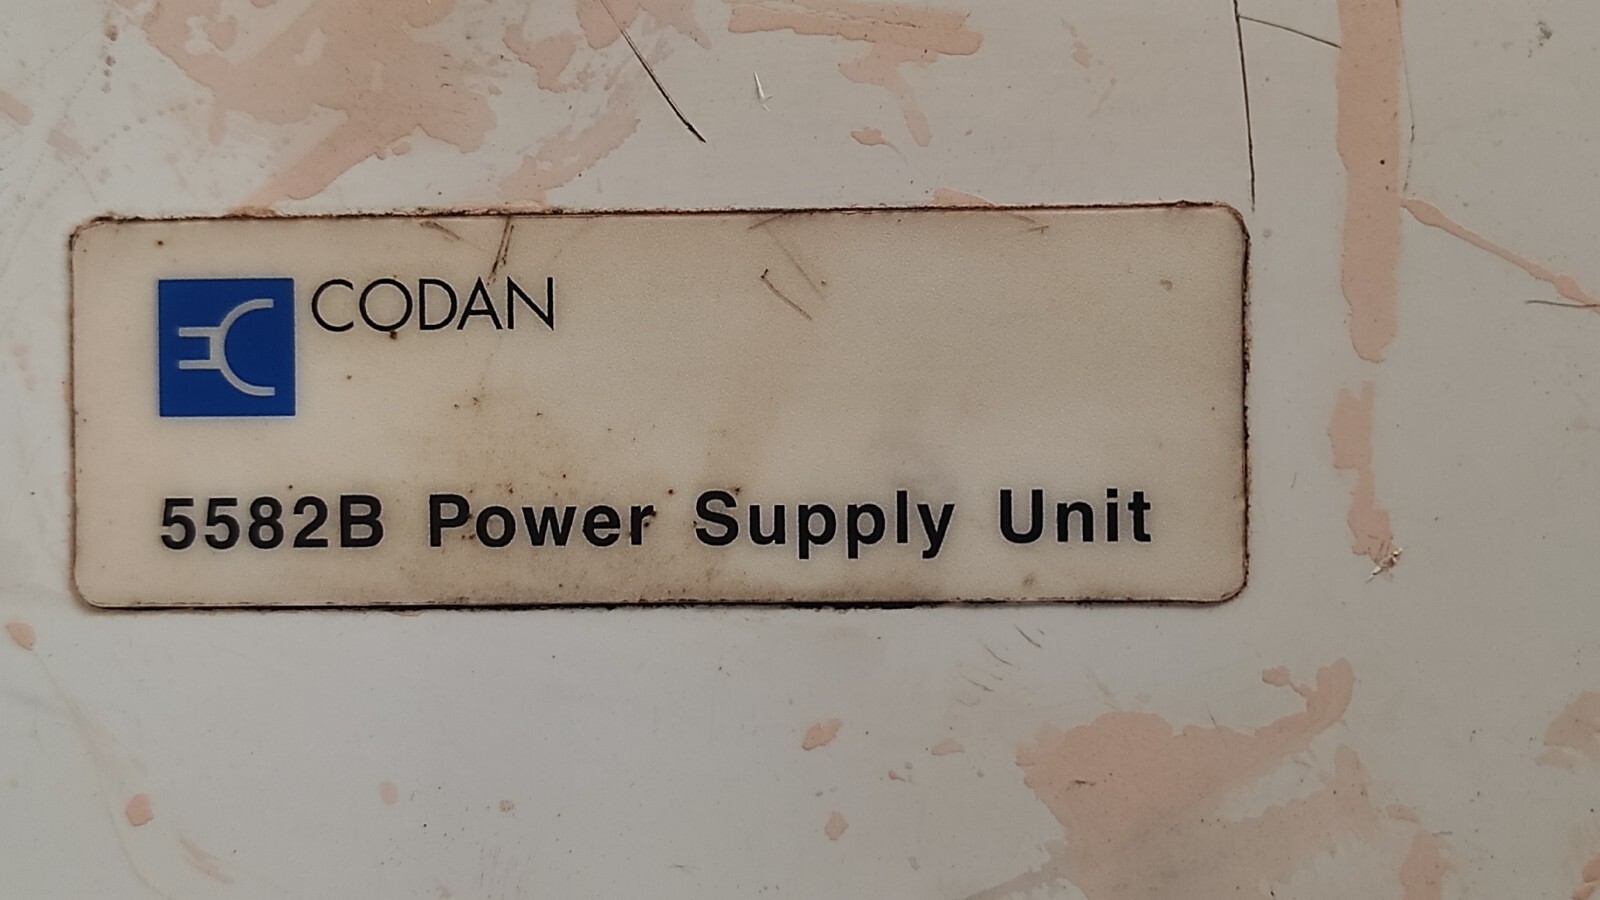 CODAN
5582B Power Supply Unit